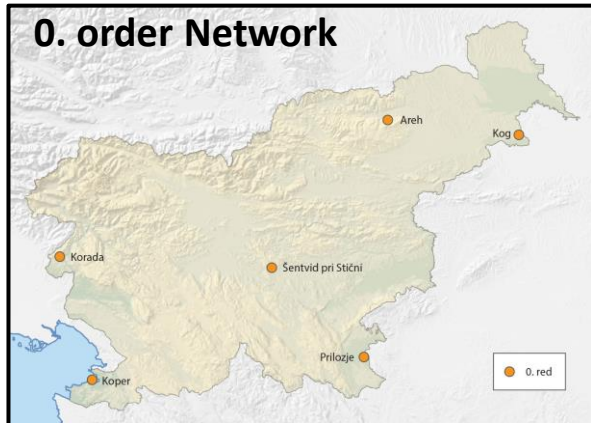 0. order Network
Areh
Kog
Korada
Šentvid pri Stični
Prilozje
Koper
0. red